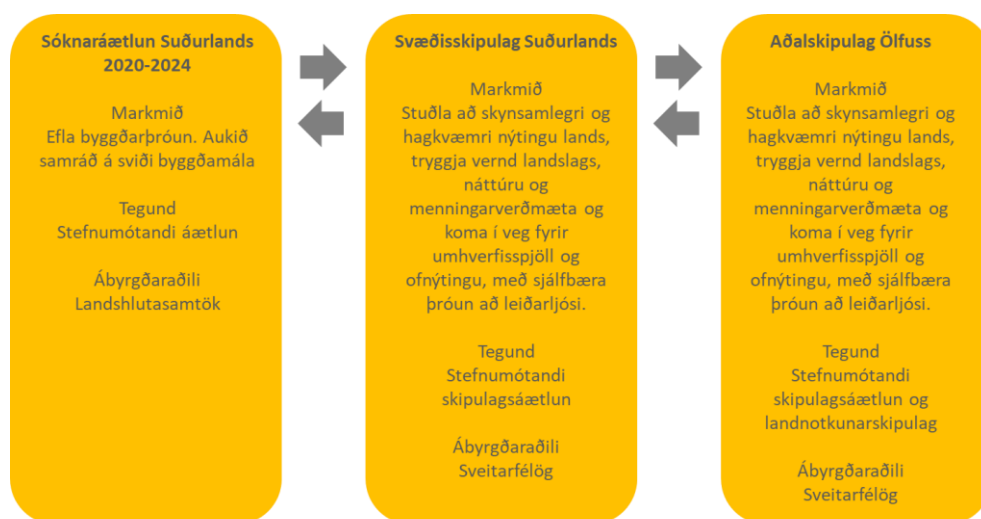 Sóknaráætlun Suðurlands
2020-2024
Markmið
Efla byggðarþróun. Aukið
samráð á sviði byggðamála
Tegund
Stefnumótandi áætlun
Ábyrgðaraðili
Landshlutasamtök
Svæðisskipulag Suðurlands
Markmið
Stuðla að skynsamlegri og
hagkvæmri nýtingu lands,
tryggja vernd landslags,
náttúru og
menningarverðmæta og
koma í veg fyrir
umhverfisspjöll og
ofnýtingu, með sjálfbæra
þróun að leiðarljósi.
Tegund
Stefnumótandi
skipulagsáætlun
Ábyrgðaraðili
Sveitarfélög
Aðalskipulag Ölfuss
Markmið
Stuðla að skynsamlegri og
hagkvæmri nýtingu lands,
tryggja vernd landslags,
náttúru og
menningarverðmæta og
koma í veg fyrir
umhverfisspjöll og
ofnýtingu, með sjálfbæra
þróun að leiðarljósi.
Tegund
Stefnumótandi
skipulagsáætlun og
landnotkunarskipulag
Ábyrgðaraðili
Sveitarfélög